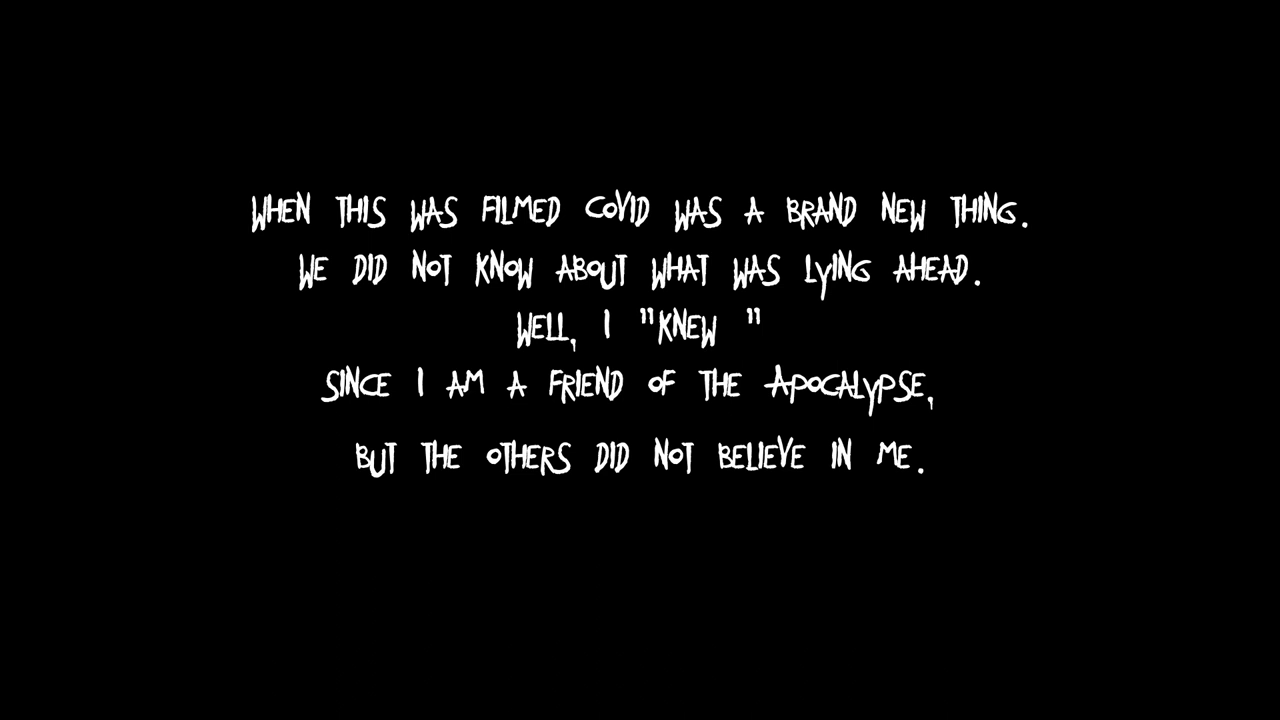 WHEN THIS WAS FILMED COVID WAS A BRAND NEW THING.
WE DID NOT KNOW ABOUT WHAT WAS LYING AHEAD.
WELL, I "KNEW "
SINCE I AM A FRIEND OF THE APOCALYPSE,
BUT THE OTHERS DID NOT BELIEVE IN ME.